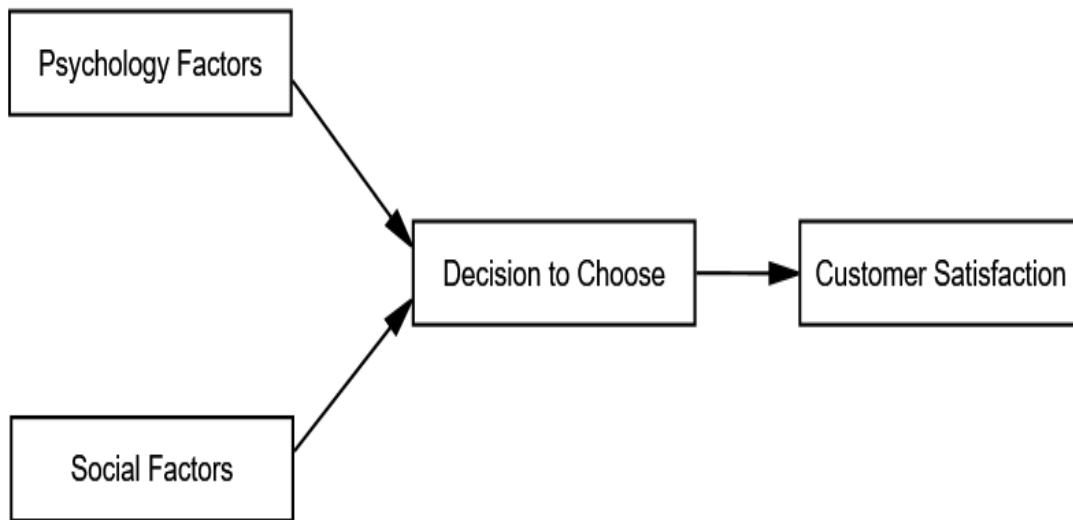 Psychology Factors
Decision to Choose
Customer Satisfaction
Social Factors